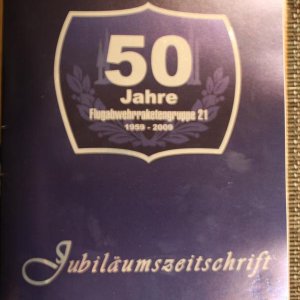 50
Jahre
Flugabwehrraketengruppe 21
1959 - 2009
Jubiläumszeitschrift